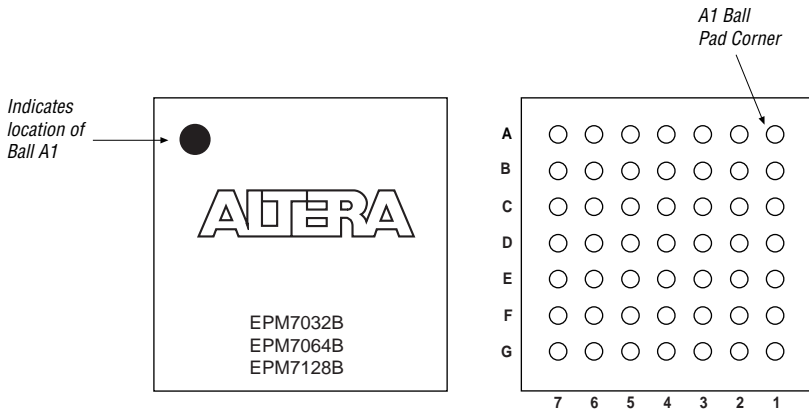 A1 Ball
Pad Corner
Indicates
location of
Ball A1
ALTERA
EPM7032B
EPM7064B
EPM7128B
A
B
C
D
E
F
G
7 6 5 4 3 2 1